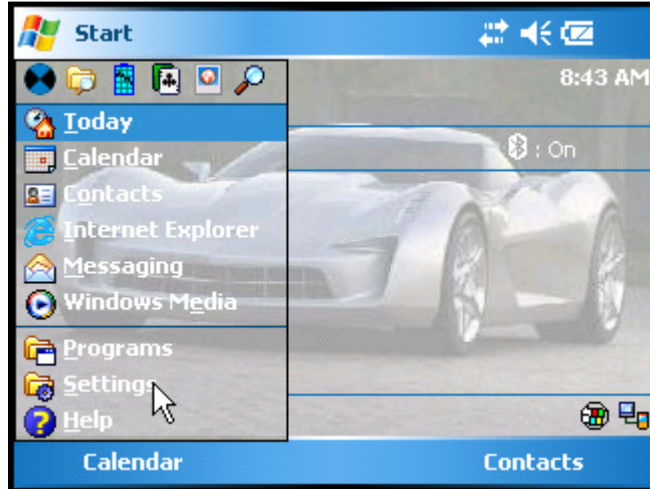 Start
8:43 AM
Today
Calendar
: On
Contacts
Internet Explorer
Messaging
Windows Media
Programs
Settings
Help
Calendar
Contacts